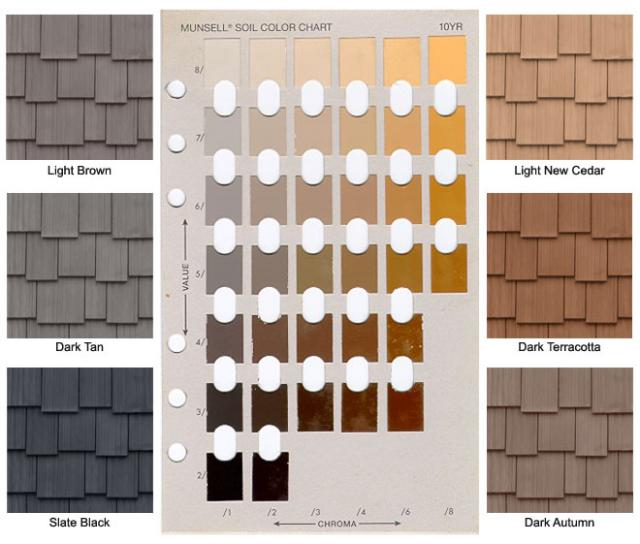 MUNSELL® SOIL COLOR CHART 10YR
8/
7/
6/
5/
4/
3/
2/
VALUE
/1 /2 /3 /4 /6 /8
CHROMA
Light Brown
Dark Tan
Slate Black
Light New Cedar
Dark Terracotta
Dark Autumn